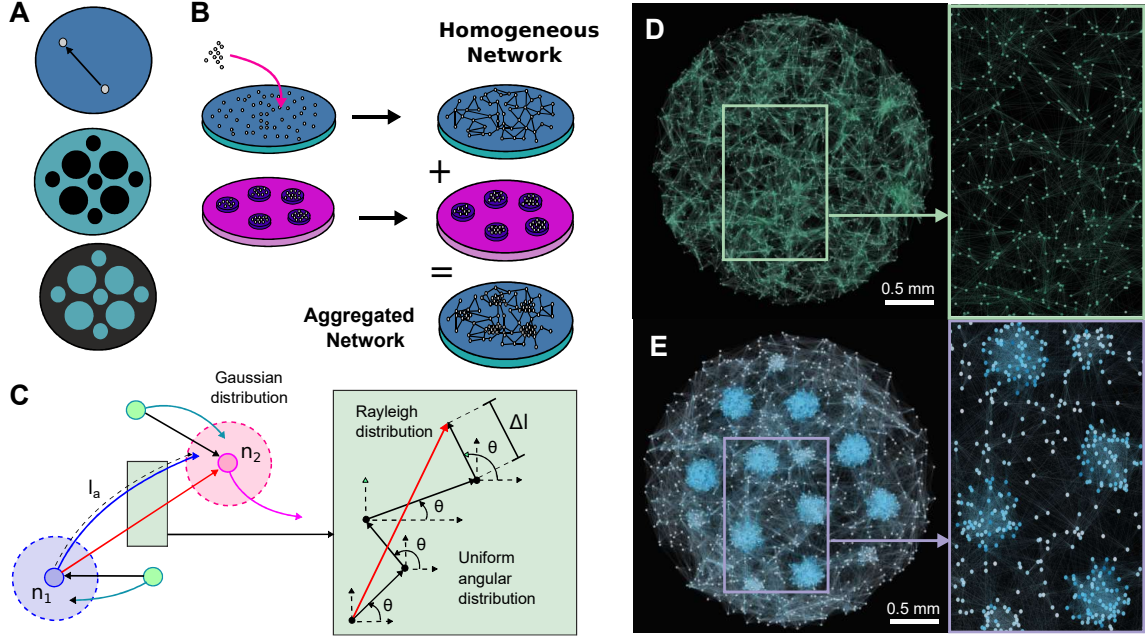 A
B
Homogeneous
Network
+
=
Aggregated
Network
C
Gaussian
distribution
n2
la
n1
Rayleigh
distribution
Δl
θ
θ
θ
θ
Uniform
angular
distribution
D
0.5 mm
E
0.5 mm